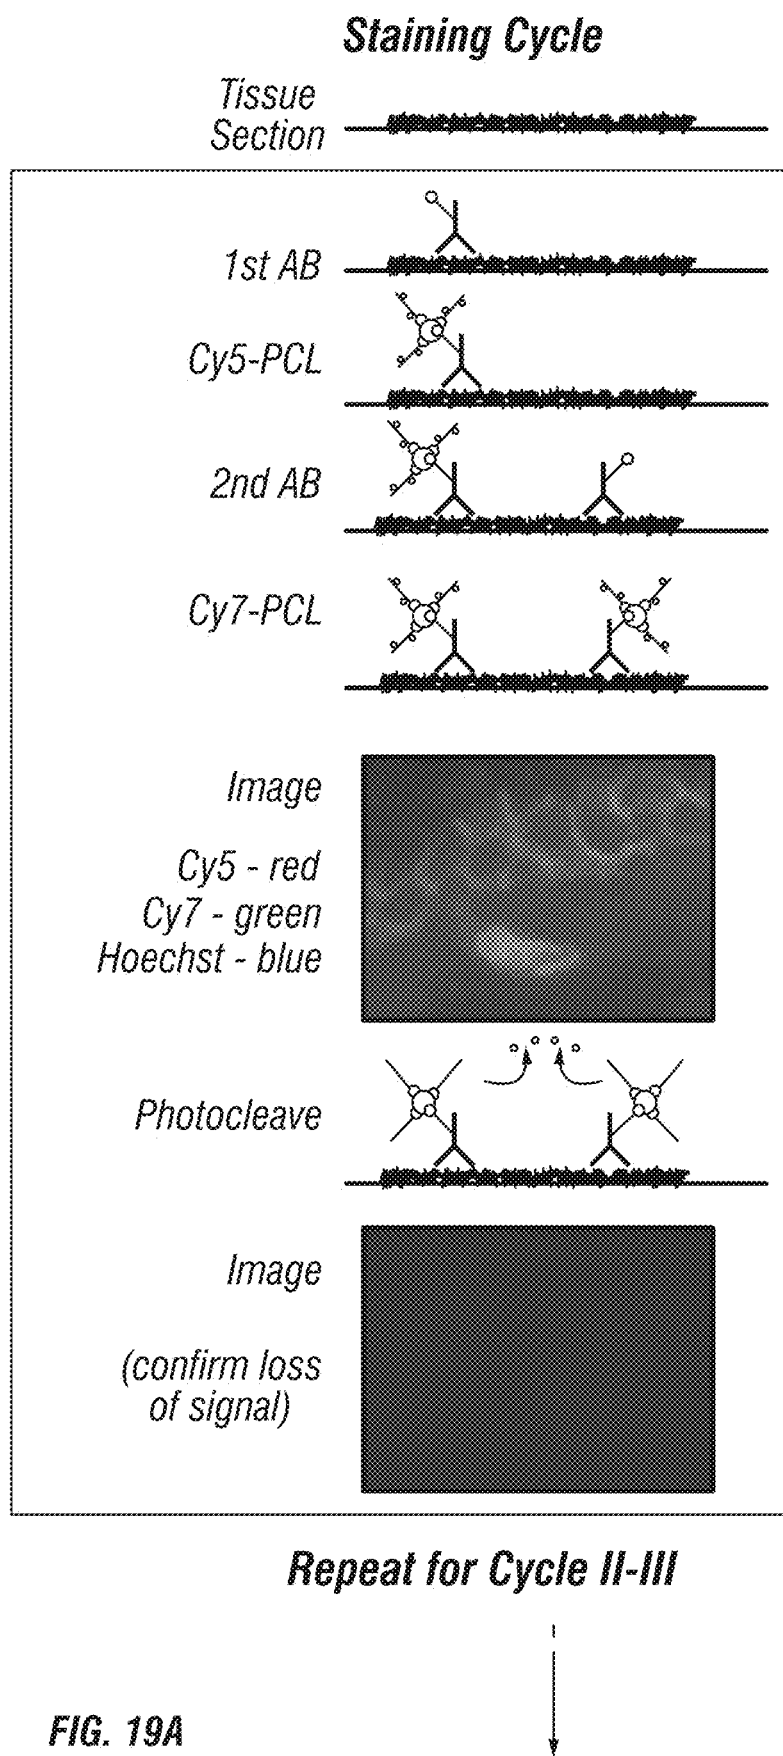 Staining Cycle
Tissue
Section
1st AB
Cy5-PCL
2nd AB
Cy7-PCL
Image
Cy5 - red
Cy7 - green
Hoechst - blue
Photocleave
Image
(confirm loss
of signal)
Repeat for Cycle II-III
FIG. 19A